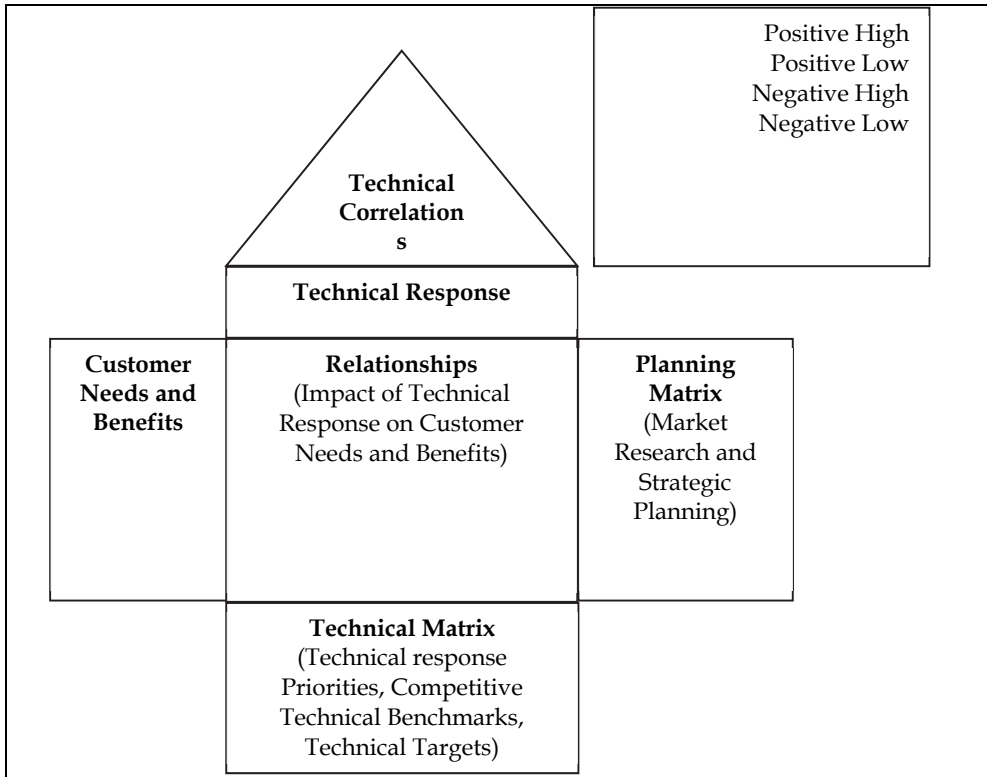 Positive High
Positive Low
Negative High
Negative Low
Technical
Correlation
s
Technical Response
Customer
Needs and
Benefits
Relationships
(Impact of Technical
Response on Customer
Needs and Benefits)
Planning
Matrix
(Market
Research and
Strategic
Planning)
Technical Matrix
(Technical response
Priorities, Competitive
Technical Benchmarks,
Technical Targets)